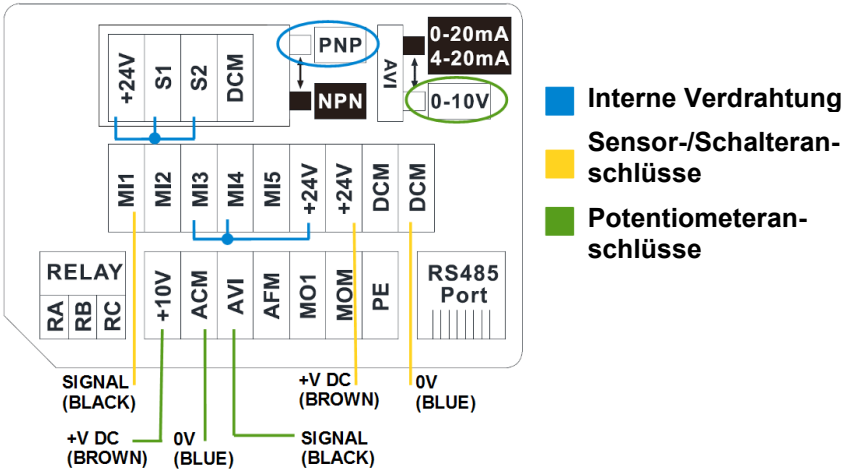 +24V S1 S2 DCM
PNP
NPN
AVI
0-20mA
4-20mA
0-10V
Interne Verdrahtung
Sensor-/Schalteran-
schlüsse
Potentiometeran-
schlüsse
MI1 MI2 MI3 MI4 MI5 +24V +24V DCM DCM
RELAY
RA RB RC
+10V ACM AVI AFM MO1 MOM PE
RS485
Port
SIGNAL
(BLACK)
+V DC
(BROWN)
0V
(BLUE)
+V DC
(BROWN)
0V
(BLUE)
SIGNAL
(BLACK)